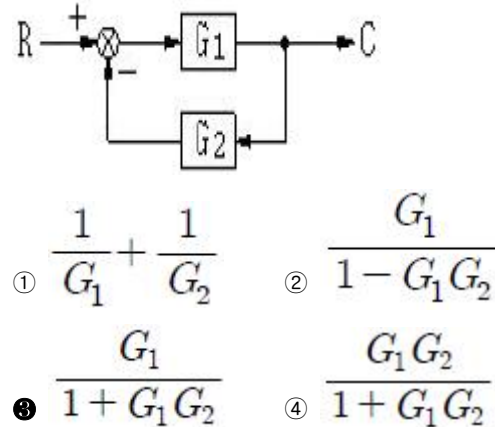 +
R G₁ C
−
G₂
① 1/G₁ + 1/G₂ ② G₁/(1 − G₁G₂)
❸ G₁/(1 + G₁G₂) ④ G₁G₂/(1 + G₁G₂)